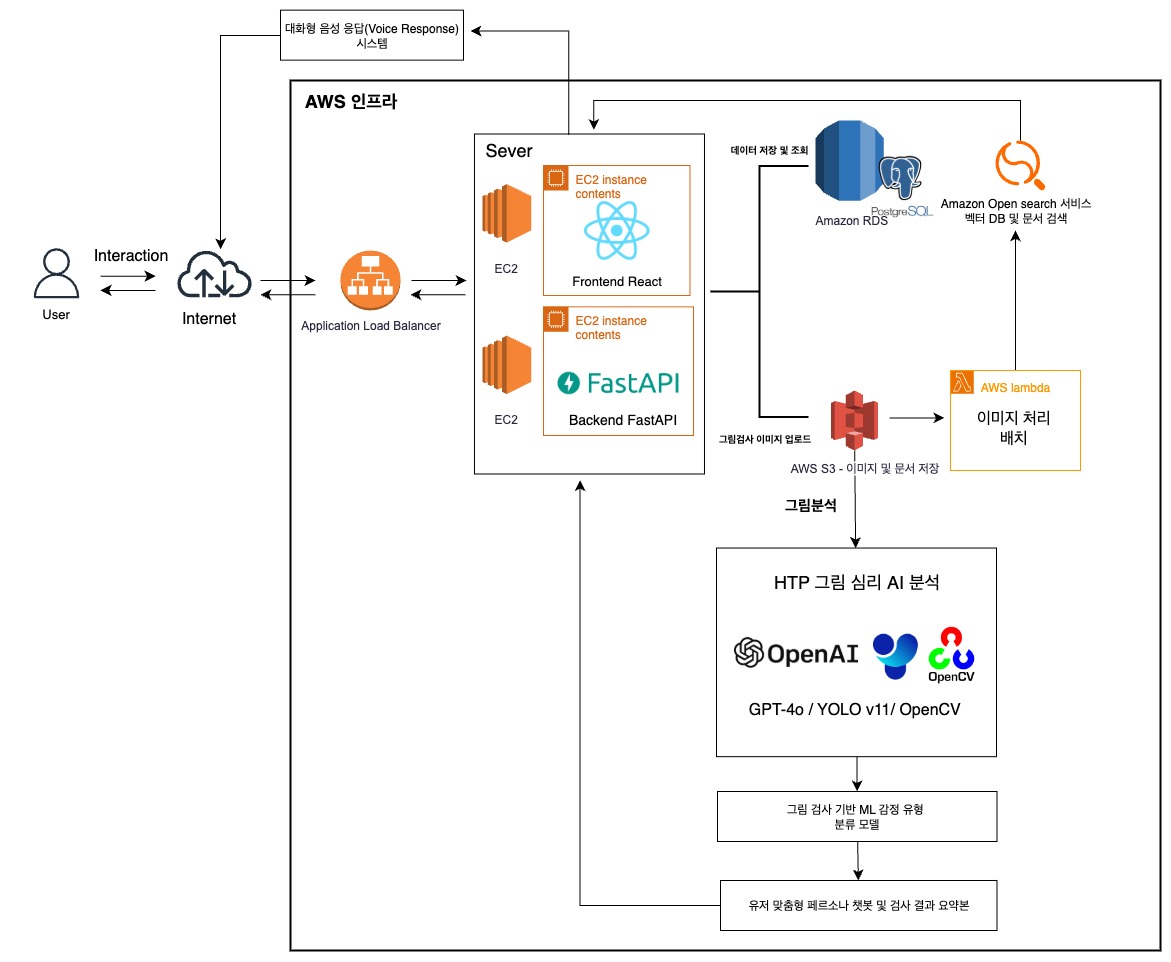 대화형 음성 응답(Voice Response)
시스템
AWS 인프라
Sever
EC2 instance
contents
EC2
Frontend React
EC2 instance
contents
EC2
FastAPI
Backend FastAPI
Interaction
User
Internet
Application Load Balancer
데이터 저장 및 조회
PostgreSQL
Amazon RDS
Amazon Open search 서비스
벡터 DB 및 문서 검색
그림검사 이미지 업로드
AWS S3 - 이미지 및 문서 저장
AWS lambda
이미지 처리
배치
그림분석
HTP 그림 심리 AI 분석
OpenAI
OpenCV
GPT-4o / YOLO v11/ OpenCV
그림 검사 기반 ML 감정 유형
분류 모델
유저 맞춤형 페르소나 챗봇 및 검사 결과 요약본